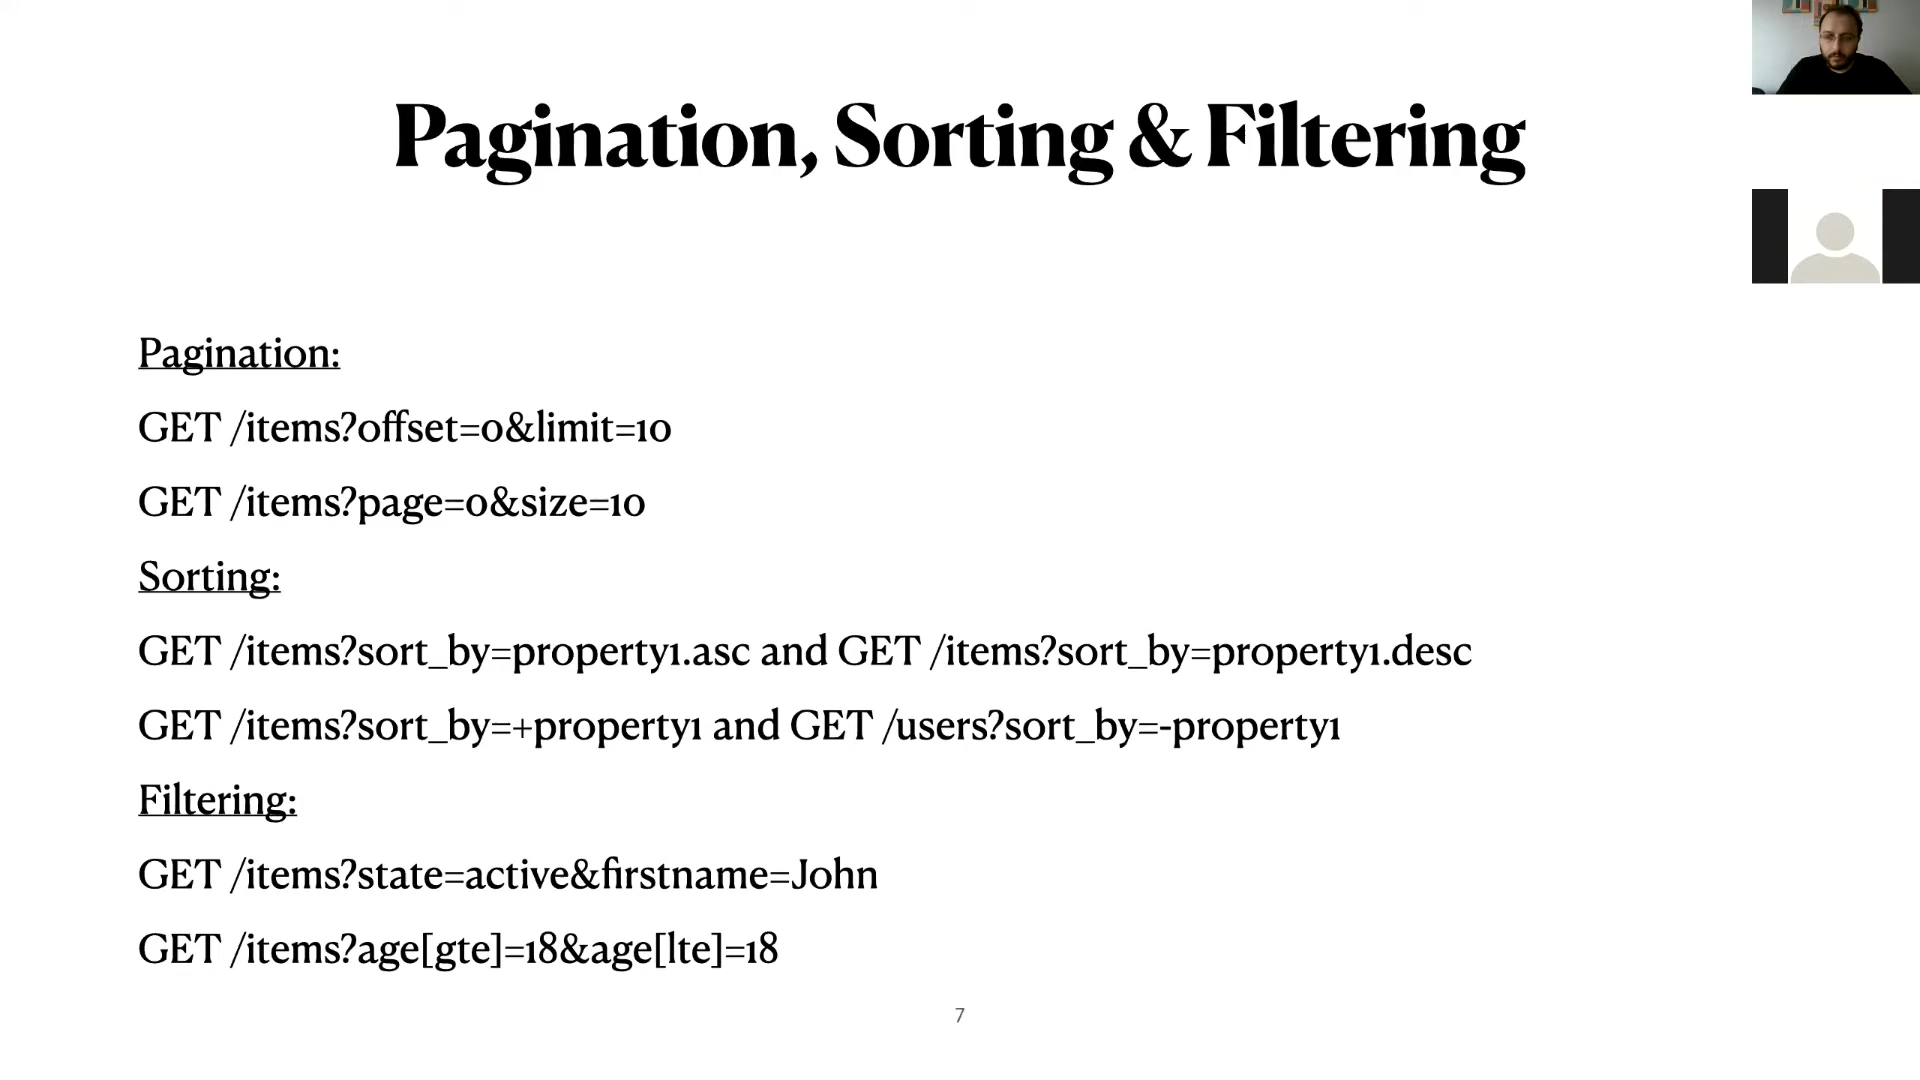 Pagination, Sorting & Filtering
Pagination:
GET /items?offset=0&limit=10
GET /items?page=0&size=10
Sorting:
GET /items?sort_by=property1.asc and GET /items?sort_by=property1.desc
GET /items?sort_by=+property1 and GET /users?sort_by=-property1
Filtering:
GET /items?state=active&firstname=John
GET /items?age[gte]=18&age[lte]=18
7